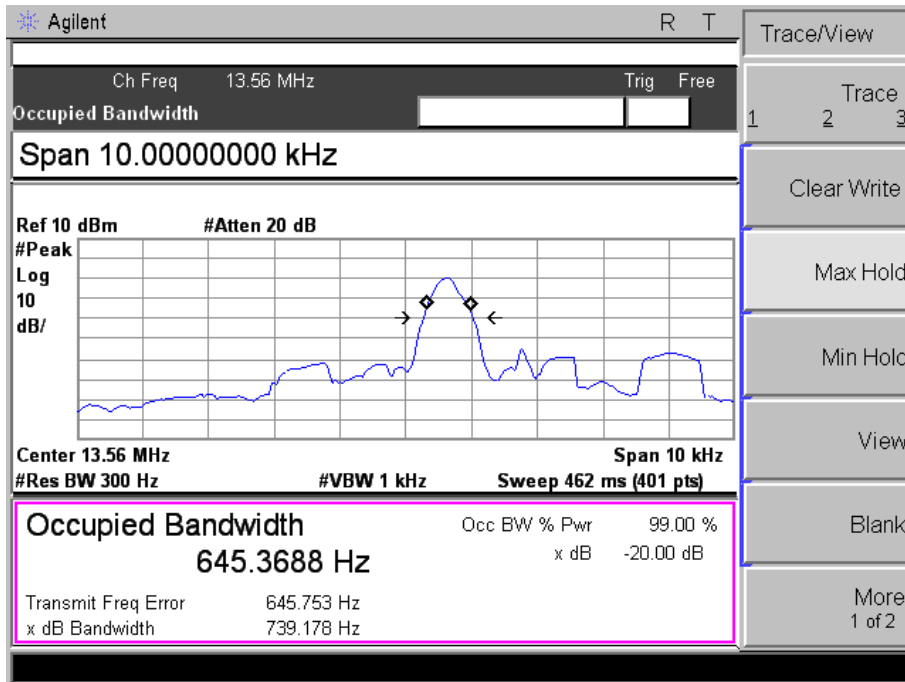 Agilent R T
Trace/View
Ch Freq 13.56 MHz Trig Free
Occupied Bandwidth
Trace
1 2 3
Span 10.00000000 kHz
Clear Write
Ref 10 dBm #Atten 20 dB
#Peak
Log
10
dB/
Max Hold
Min Hold
Center 13.56 MHz Span 10 kHz
#Res BW 300 Hz #VBW 1 kHz Sweep 462 ms (401 pts)
View
Occupied Bandwidth
645.3688 Hz
Occ BW % Pwr 99.00 %
x dB -20.00 dB
Blank
Transmit Freq Error 645.753 Hz
x dB Bandwidth 739.178 Hz
More
1 of 2